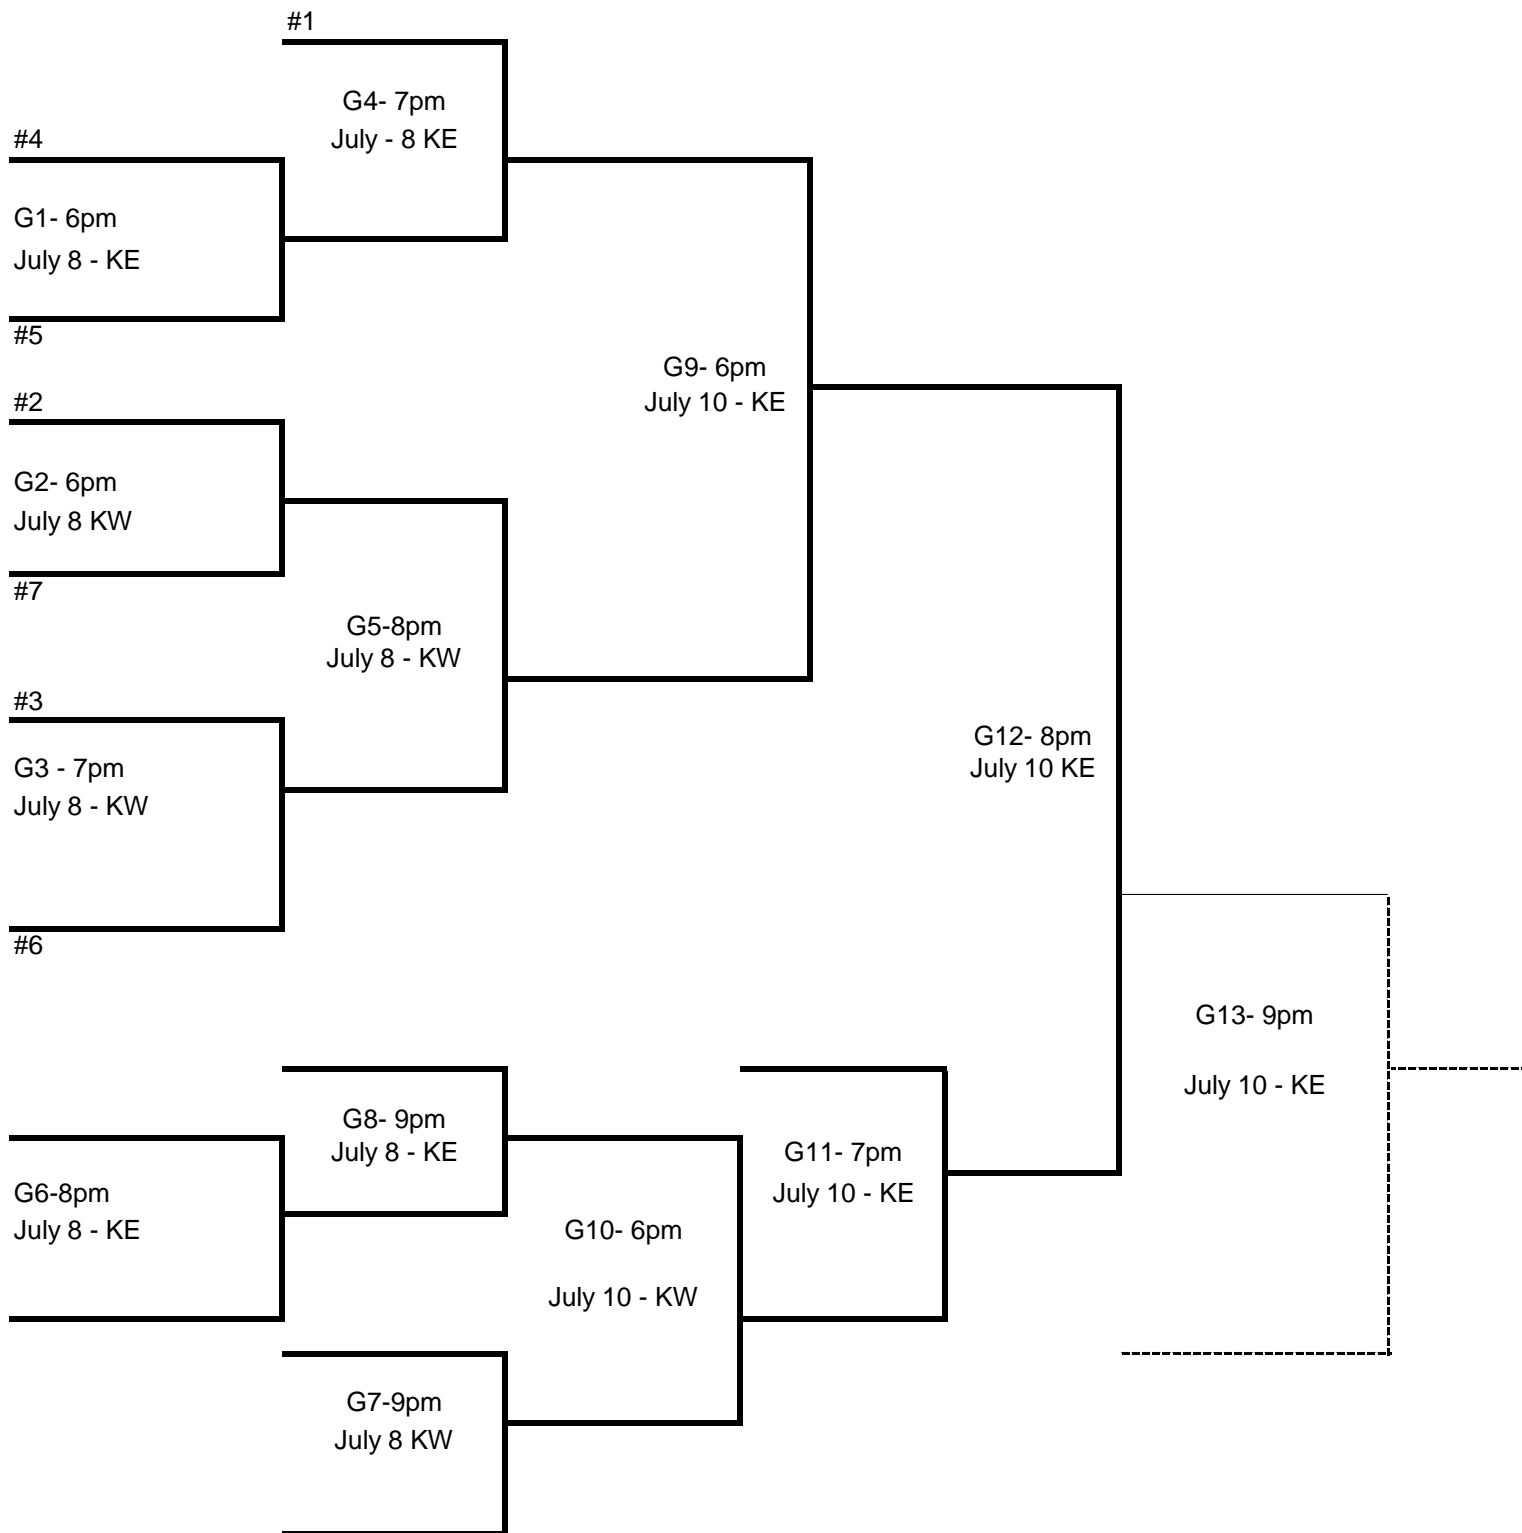 #1
G4- 7pm
July - 8 KE
#4
G1- 6pm
July 8 - KE
#5
G9- 6pm
July 10 - KE
#2
G2- 6pm
July 8 KW
#7
G5-8pm
July 8 - KW
#3
G3 - 7pm
July 8 - KW
G12- 8pm
July 10 KE
#6
G13- 9pm
July 10 - KE
G8- 9pm
July 8 - KE
G11- 7pm
July 10 - KE
G6-8pm
July 8 - KE
G10- 6pm
July 10 - KW
G7-9pm
July 8 KW